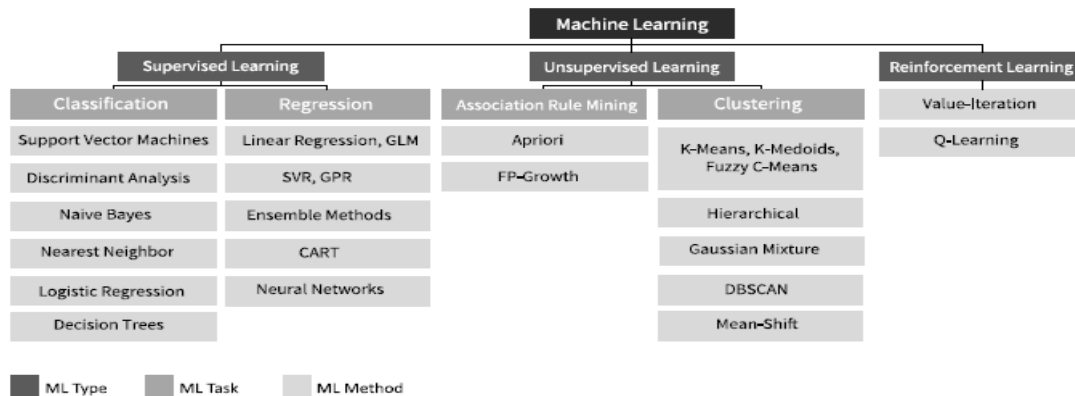 Machine Learning
Supervised Learning
Unsupervised Learning
Reinforcement Learning
Classification
Regression
Association Rule Mining
Clustering
Value-Iteration
Support Vector Machines
Linear Regression, GLM
Apriori
K-Means, K-Medoids,
Fuzzy C-Means
Q-Learning
Discriminant Analysis
SVR, GPR
FP-Growth
Naive Bayes
Ensemble Methods
Hierarchical
Nearest Neighbor
CART
Gaussian Mixture
Logistic Regression
Neural Networks
DBSCAN
Decision Trees
Mean-Shift
ML Type
ML Task
ML Method